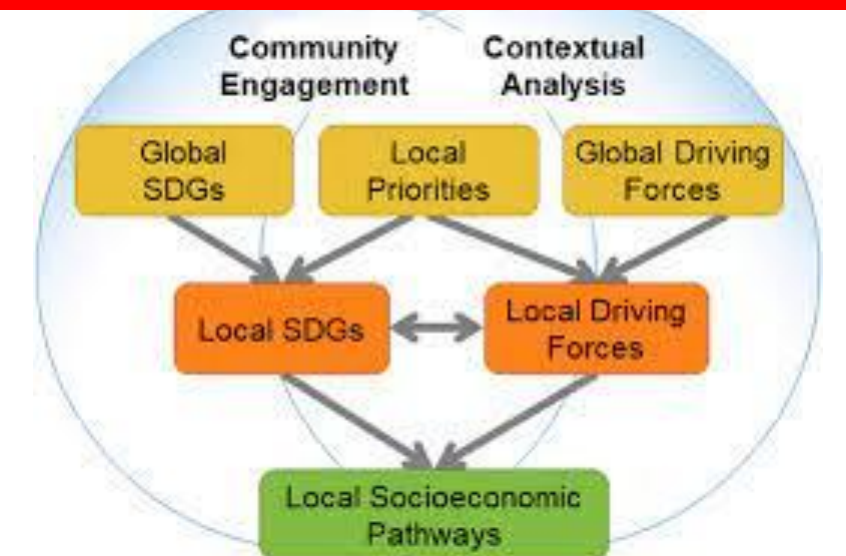 Community
Engagement
Contextual
Analysis
Global
SDGs
Local
Priorities
Global Driving
Forces
Local SDGs
Local Driving
Forces
Local Socioeconomic
Pathways